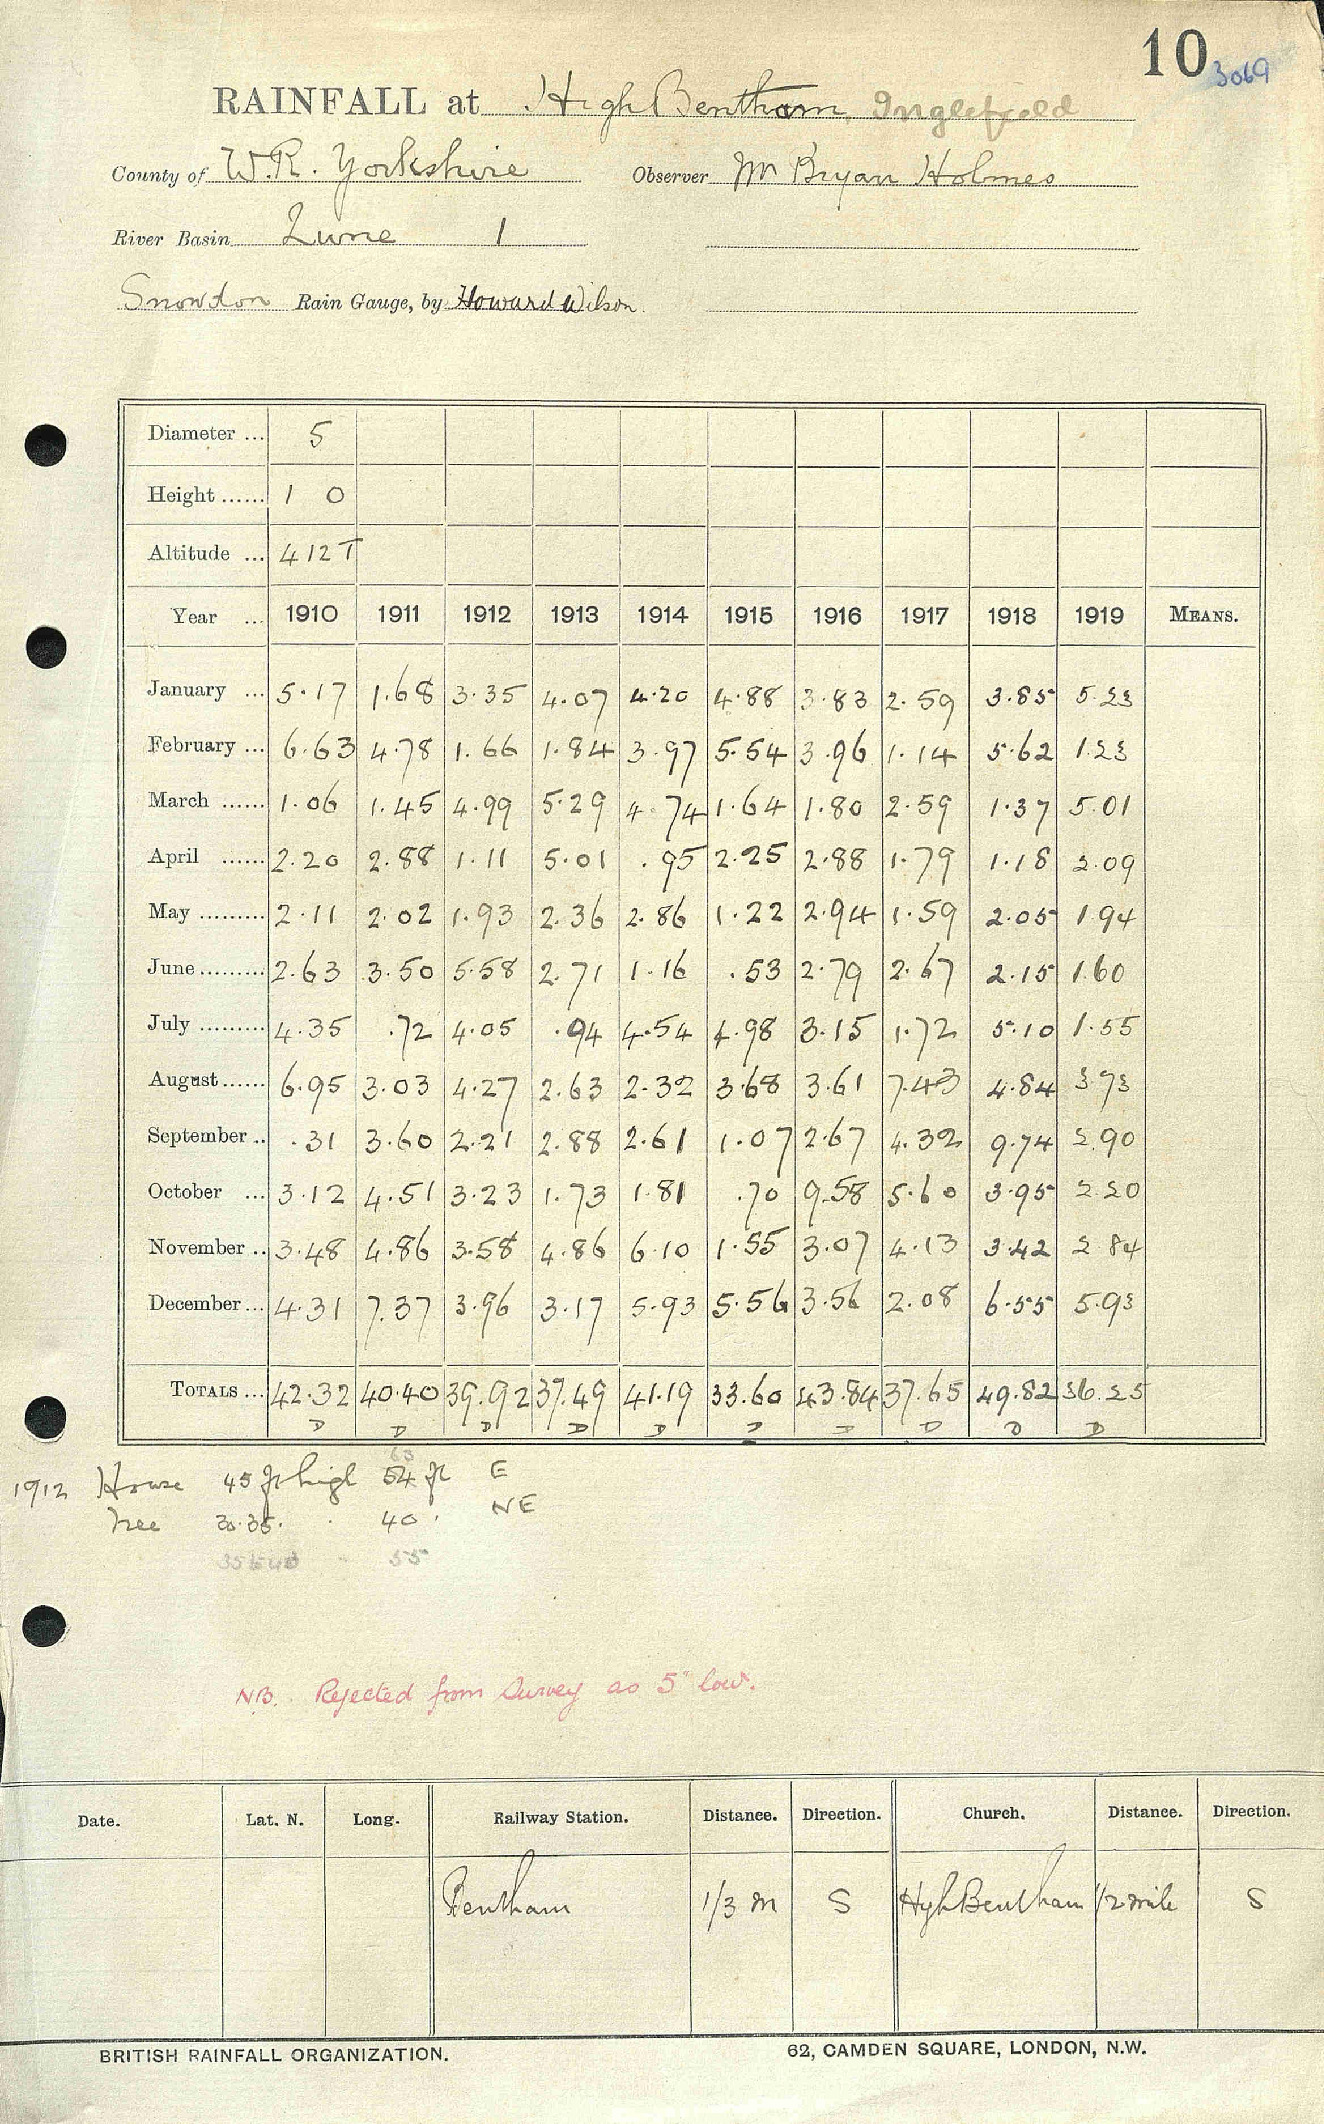 10
3069
RAINFALL at High Bentham, Inglefield
County of W.R. Yorkshire Observer Mr Bryan Holmes
River Basin Lune 1
Snowdon Rain Gauge, by Howard Wilson.
Diameter ... 5
Height ...... 1 0
Altitude ... 412 T
Year ... 1910 1911 1912 1913 1914 1915 1916 1917 1918 1919 MEANS.
January ... 5.17 1.68 3.35 4.07 4.20 4.88 3.83 2.59 3.85 5.23
February ... 6.63 4.78 1.66 1.84 3.97 5.54 3.96 1.14 5.62 1.23
March ...... 1.06 1.45 4.99 5.29 4.74 1.64 1.80 2.59 1.37 5.01
April ...... 2.20 2.88 1.11 5.01 .95 2.25 2.88 1.79 1.18 2.09
May ......... 2.11 2.02 1.93 2.36 2.86 1.22 2.94 1.59 2.05 1.94
June ......... 2.63 3.50 5.58 2.71 1.16 .53 2.79 2.67 2.15 1.60
July ......... 4.35 .72 4.05 .94 4.54 4.98 3.15 1.72 5.10 1.55
August ...... 6.95 3.03 4.27 2.63 2.32 3.68 3.61 7.43 4.84 3.73
September .. .31 3.60 2.21 2.88 2.61 1.07 2.67 4.32 9.74 2.90
October ... 3.12 4.51 3.23 1.73 1.81 .70 9.58 5.60 3.95 2.20
November .. 3.48 4.86 3.58 4.86 6.10 1.55 3.07 4.13 3.42 2.84
December ... 4.31 7.37 3.96 3.17 5.93 5.56 3.56 2.08 6.55 5.93
TOTALS ... 42.32 40.40 39.92 37.49 41.19 33.60 43.84 37.65 49.82 36.25
D D D D D D D D D D
63
1912 House 45 ft high 54 ft E
Tree 30.35. . 40 . NE
35 to 40 " 55
NB. Rejected from Survey as 5" low.
Date. Lat. N. Long. Railway Station. Distance. Direction. Church. Distance. Direction.
Bentham 1/3 m S High Bentham 1/2 mile S
BRITISH RAINFALL ORGANIZATION. 62, CAMDEN SQUARE, LONDON, N.W.